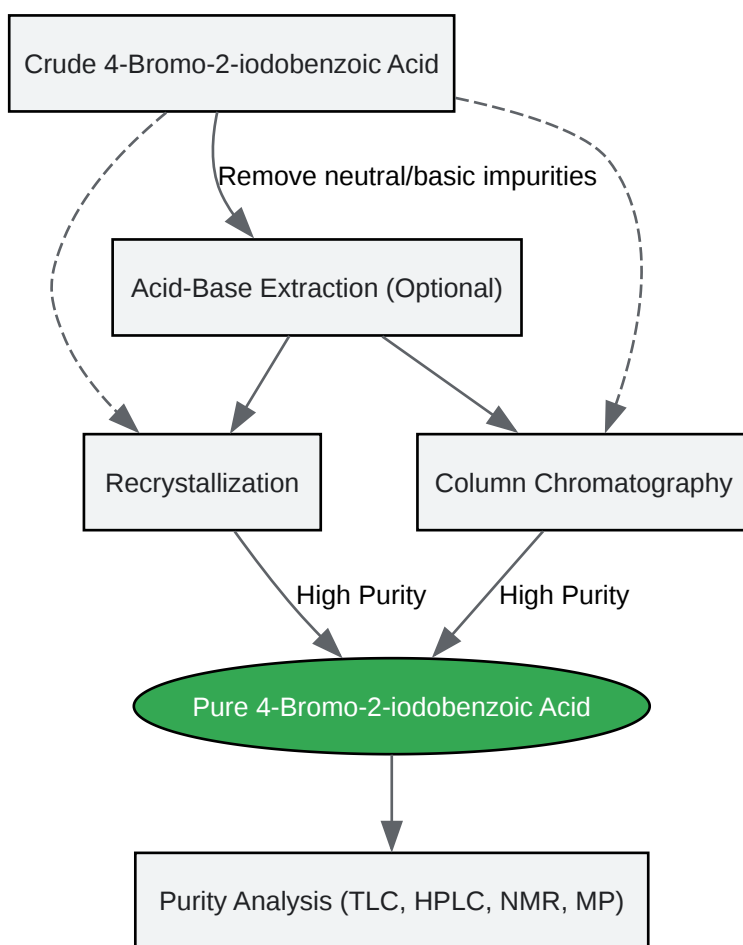 Crude 4-Bromo-2-iodobenzoic Acid
Remove neutral/basic impurities
Acid-Base Extraction (Optional)
Recrystallization
Column Chromatography
High Purity
High Purity
Pure 4-Bromo-2-iodobenzoic Acid
Purity Analysis (TLC, HPLC, NMR, MP)